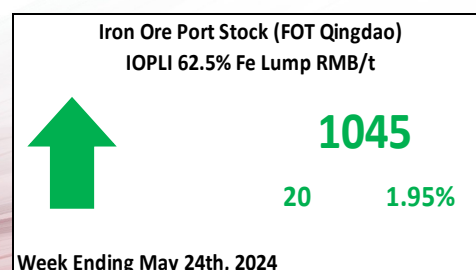 Iron Ore Port Stock (FOT Qingdao)
IOPLI 62.5% Fe Lump RMB/t
1045
20 1.95%
Week Ending May 24th, 2024